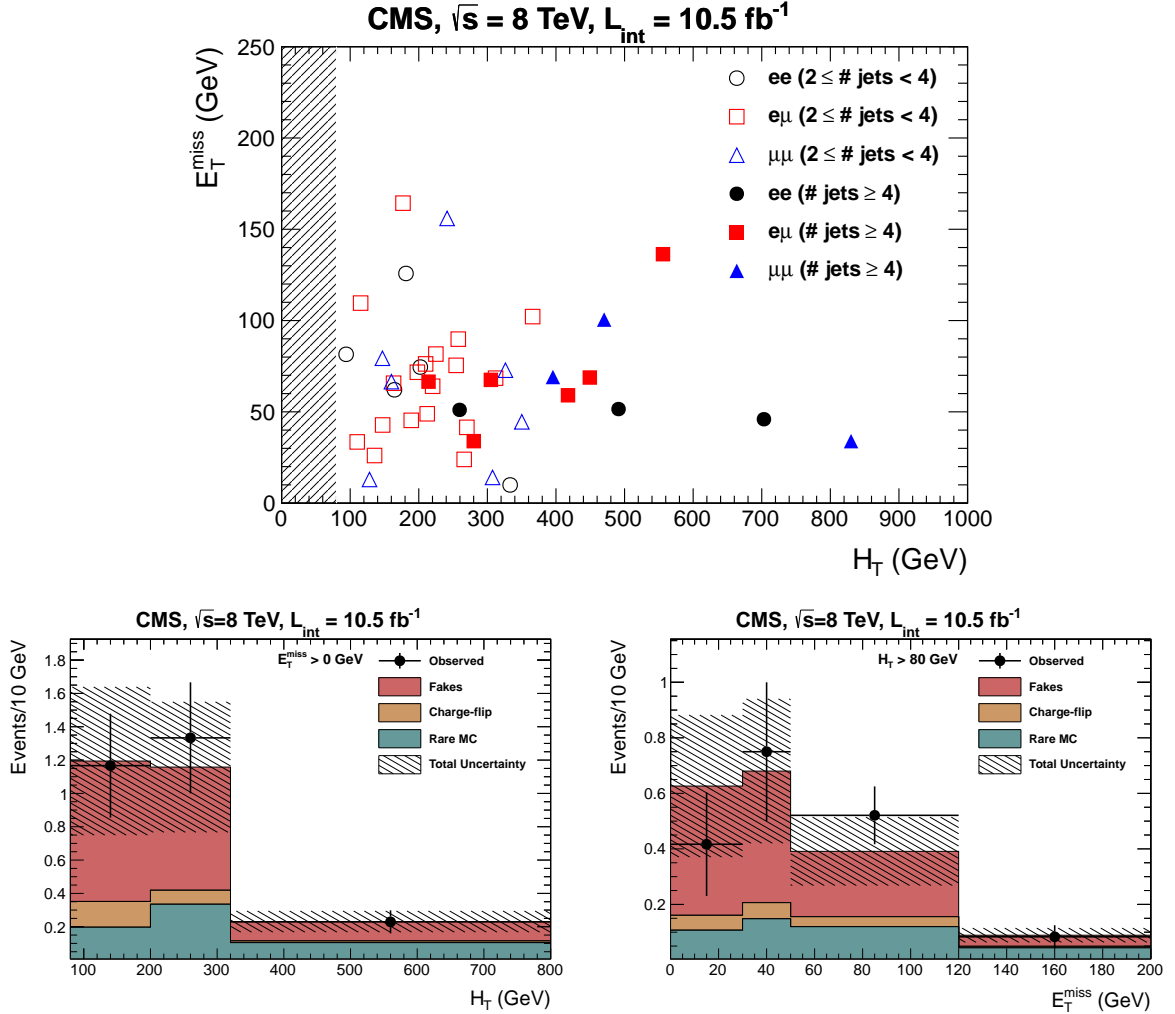 CMS, √s = 8 TeV, L_int = 10.5 fb⁻¹
E_T^miss (GeV)
250
200
150
100
50
0
ee (2 ≤ # jets < 4)
eμ (2 ≤ # jets < 4)
μμ (2 ≤ # jets < 4)
ee (# jets ≥ 4)
eμ (# jets ≥ 4)
μμ (# jets ≥ 4)
0 100 200 300 400 500 600 700 800 900 1000
H_T (GeV)
CMS, √s=8 TeV, L_int = 10.5 fb⁻¹
Events/10 GeV
1.8
1.6
1.4
1.2
1
0.8
0.6
0.4
0.2
E_T^miss > 0 GeV
Observed
Fakes
Charge-flip
Rare MC
Total Uncertainty
100 200 300 400 500 600 700 800
H_T (GeV)
CMS, √s=8 TeV, L_int = 10.5 fb⁻¹
Events/10 GeV
1
0.8
0.6
0.4
0.2
H_T > 80 GeV
Observed
Fakes
Charge-flip
Rare MC
Total Uncertainty
0 20 40 60 80 100 120 140 160 180 200
E_T^miss (GeV)